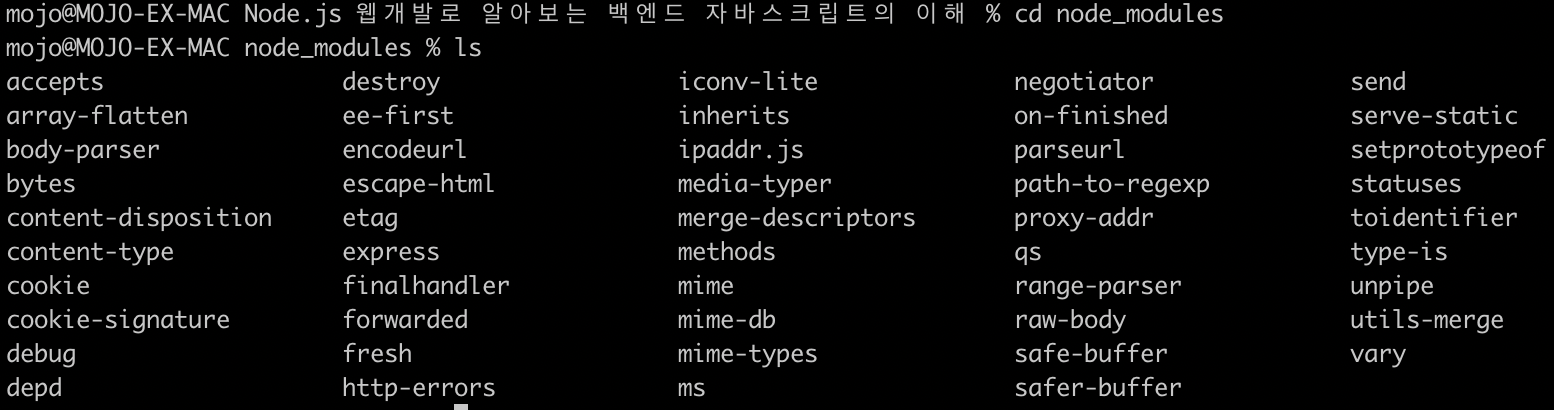 mojo@MOJO-EX-MAC Node.js 웹개발로 알아보는 백엔드 자바스크립트의 이해 % cd node_modules
mojo@MOJO-EX-MAC node_modules % ls
accepts destroy iconv-lite negotiator send
array-flatten ee-first inherits on-finished serve-static
body-parser encodeurl ipaddr.js parseurl setprototypeof
bytes escape-html media-typer path-to-regexp statuses
content-disposition etag merge-descriptors proxy-addr toidentifier
content-type express methods qs type-is
cookie finalhandler mime range-parser unpipe
cookie-signature forwarded mime-db raw-body utils-merge
debug fresh mime-types safe-buffer vary
depd http-errors ms safer-buffer